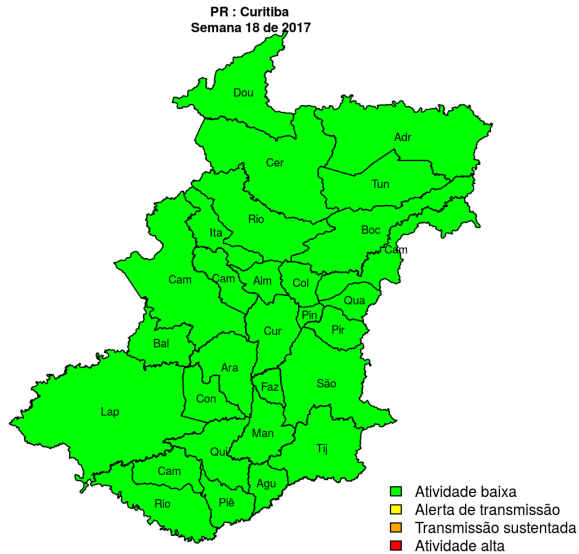 PR : Curitiba
Semana 18 de 2017
Dou
Adr
Cer
Tun
Rio
Boc
Ita
Cam
Cam
Cam
Alm
Col
Qua
Pin
Cur
Pir
Bal
Ara
São
Faz
Con
Lap
Man
Tij
Qui
Cam
Agu
Rio
Piê
Atividade baixa
Alerta de transmissão
Transmissão sustentada
Atividade alta